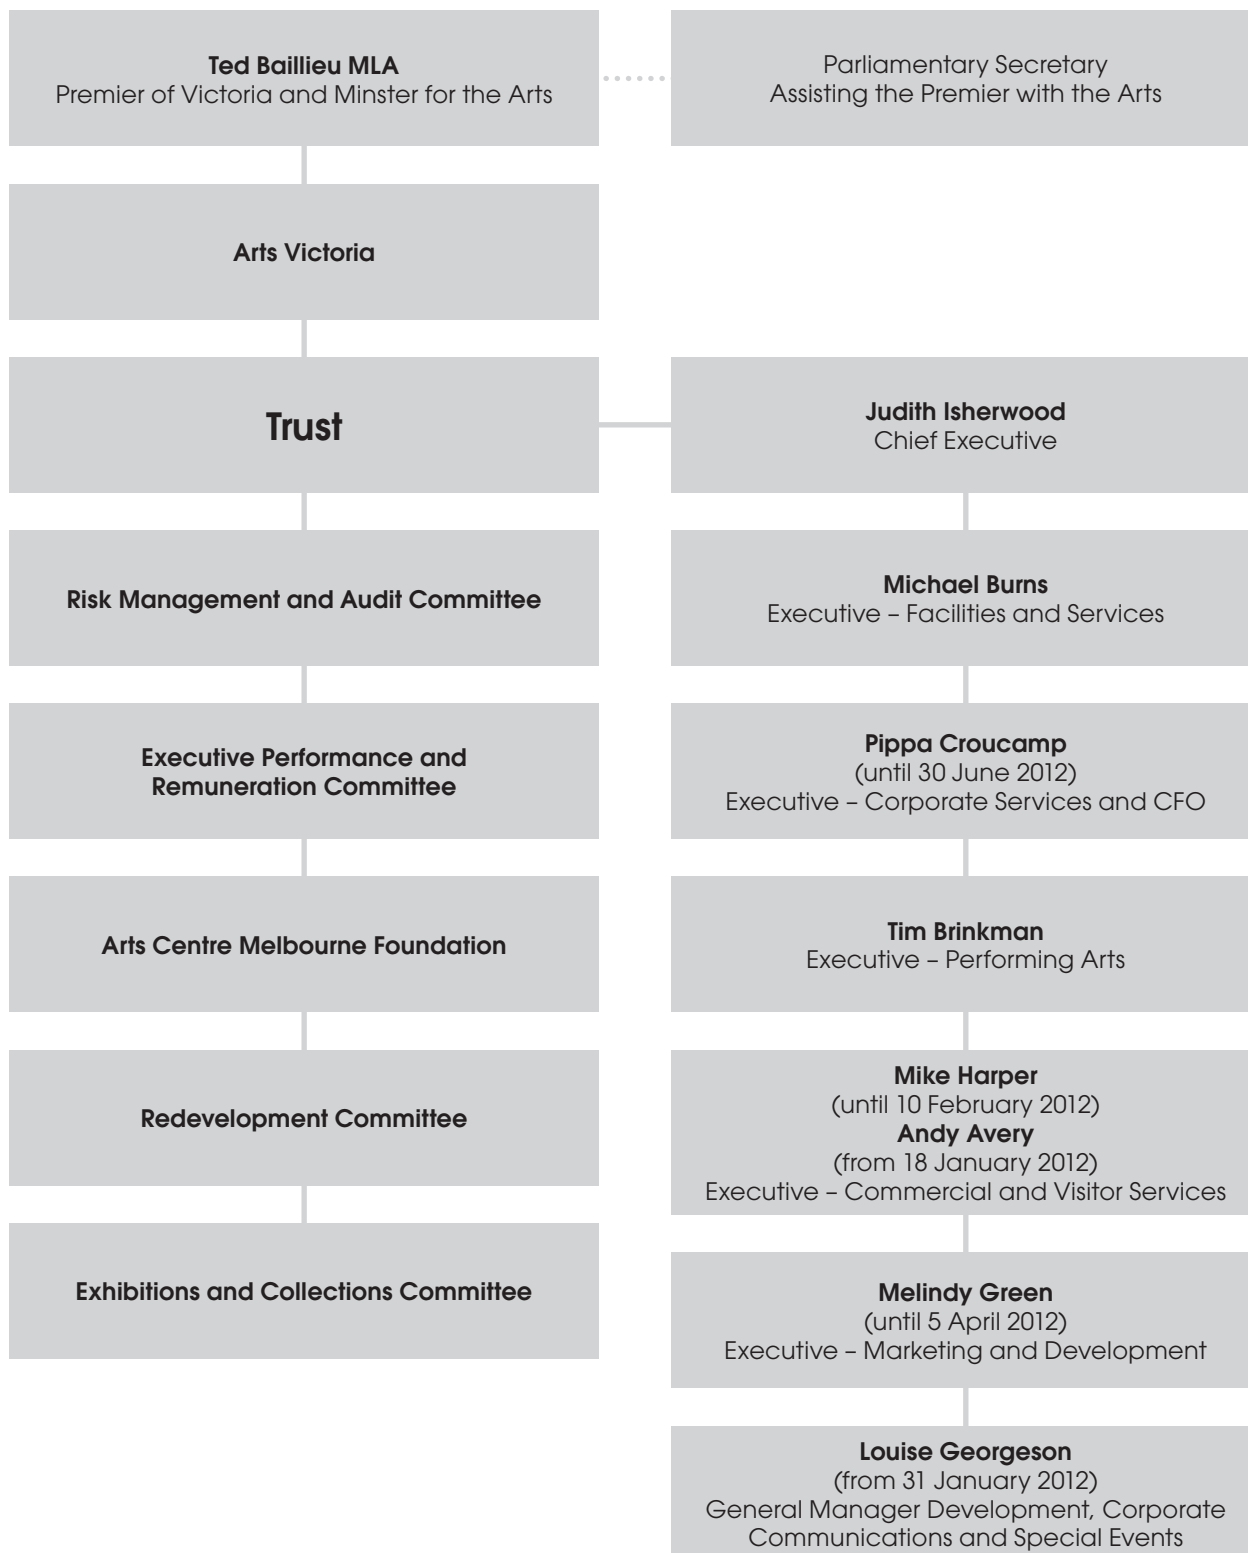 Ted Baillieu MLA
Premier of Victoria and Minster for the Arts
Parliamentary Secretary
Assisting the Premier with the Arts
Arts Victoria
Trust
Judith Isherwood
Chief Executive
Risk Management and Audit Committee
Michael Burns
Executive – Facilities and Services
Executive Performance and
Remuneration Committee
Pippa Croucamp
(until 30 June 2012)
Executive – Corporate Services and CFO
Arts Centre Melbourne Foundation
Tim Brinkman
Executive – Performing Arts
Redevelopment Committee
Mike Harper
(until 10 February 2012)
Andy Avery
(from 18 January 2012)
Executive – Commercial and Visitor Services
Exhibitions and Collections Committee
Melindy Green
(until 5 April 2012)
Executive – Marketing and Development
Louise Georgeson
(from 31 January 2012)
General Manager Development, Corporate
Communications and Special Events